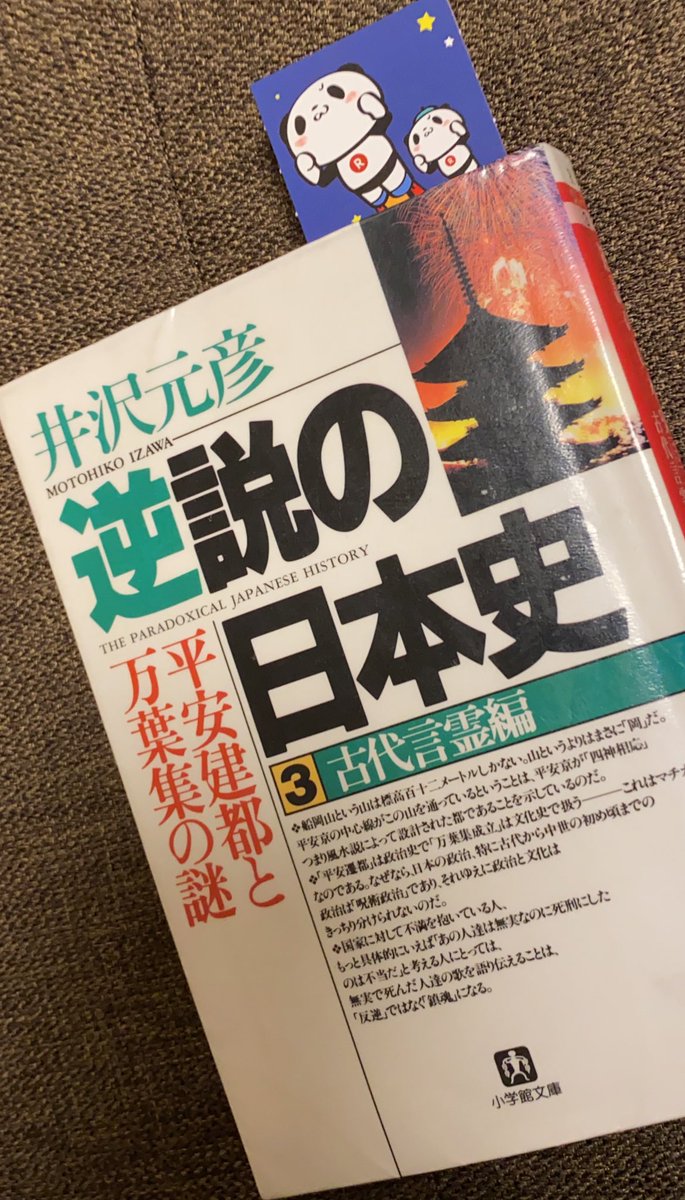 R
R
井沢元彦
MOTOHIKO IZAWA
逆説の
日本史
THE PARADOXICAL JAPANESE HISTORY
3 古代言霊編
平安建都と
万葉集の謎
❖船岡山という山は標高百十二メートルしかない。山というよりはまさに「岡」だ。
平安京の中心線がこの山を通っているということは、平安京が「四神相応」
つまり風水説によって設計された都であることを示しているのだ。
❖「平安遷都」は政治史で「万葉集成立」は文化史で扱う――これはマチガ
なのである。なぜなら、日本の政治、特に古代から中世の初め頃までの
政治は「呪術政治」であり、それゆえに政治と文化は
きっちり分けられないのだ。
❖国家に対して不満を抱いている人、
もっと具体的にいえば「あの人達は無実なのに死刑にした
のは不当だ」と考える人にとっては、
無実で死んだ人達の歌を語り伝えることは、
「反逆」ではなく「鎮魂」になる。
小学館文庫
古代言霊